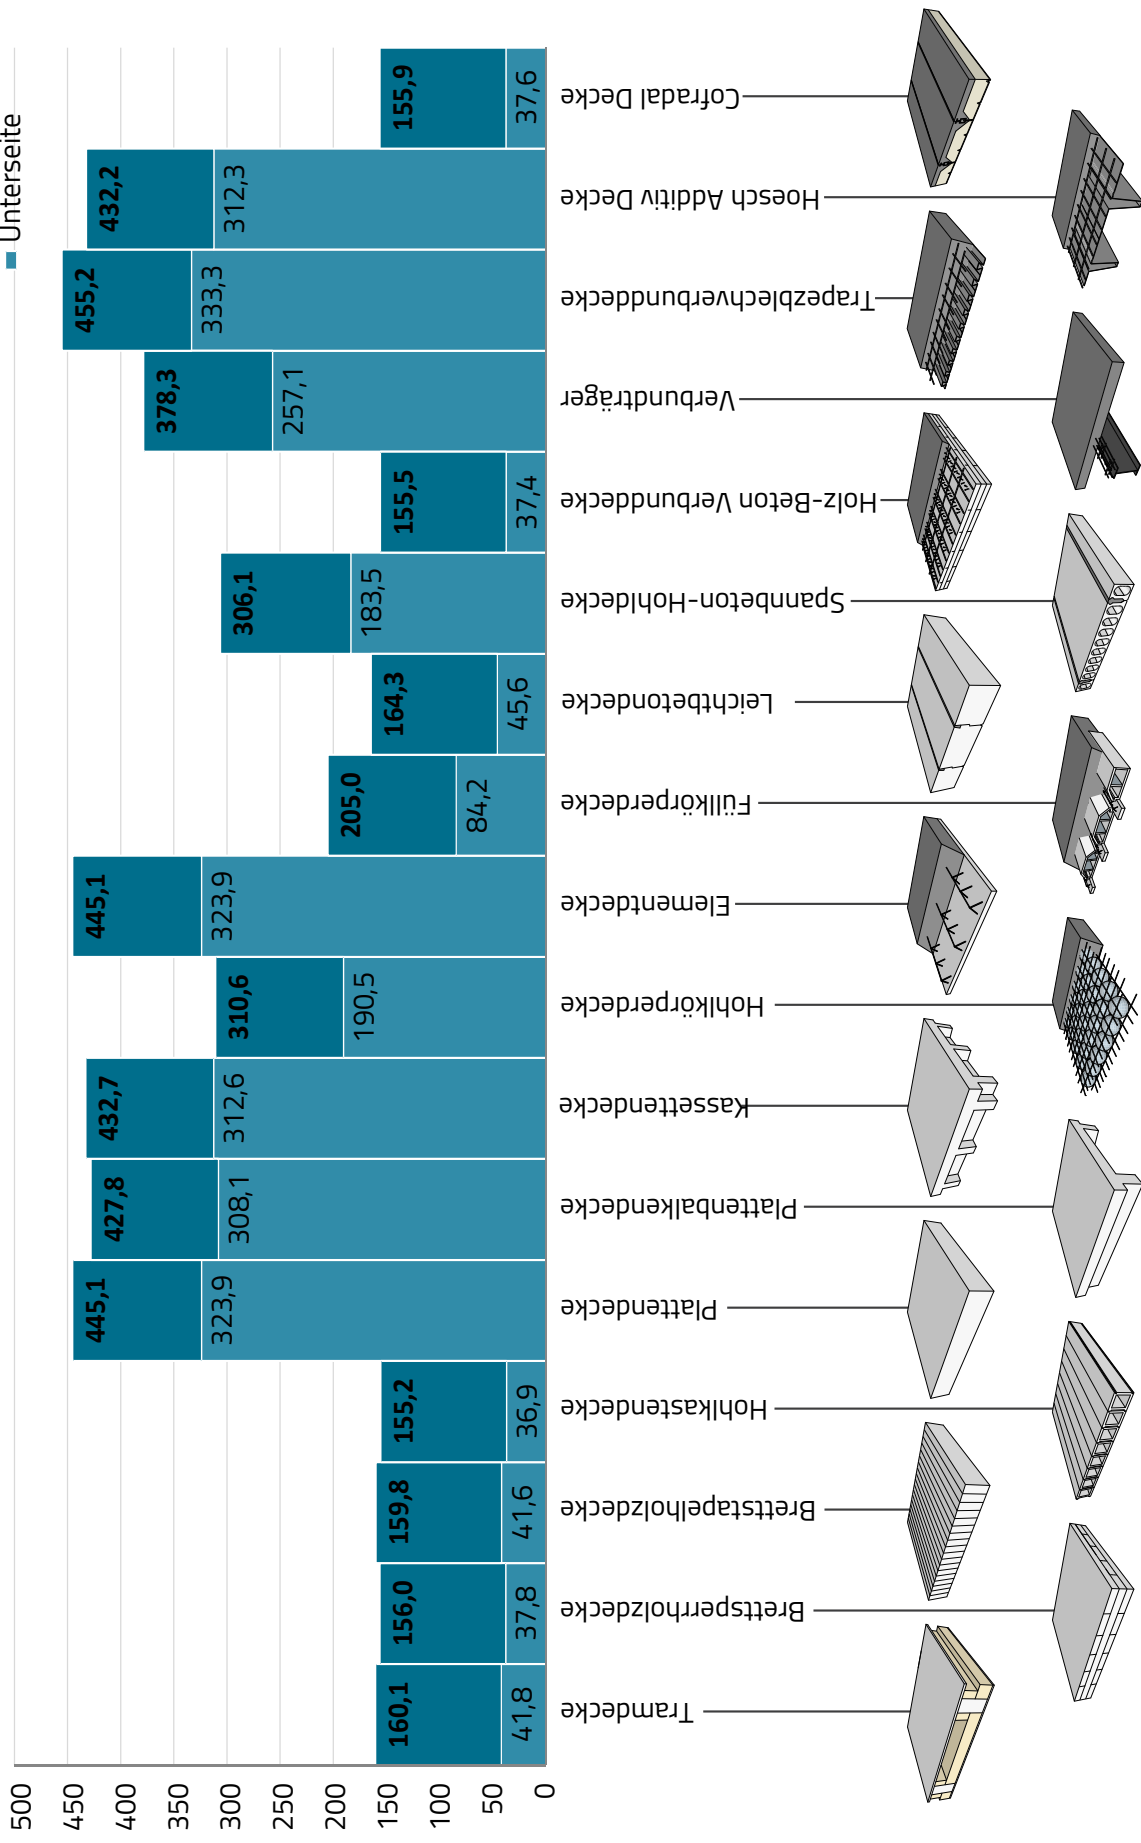 Unterseite
500
450
400
350
300
250
200
150
100
50
0
160,1
41,8
156,0
37,8
159,8
41,6
155,2
36,9
445,1
323,9
427,8
308,1
432,7
312,6
310,6
190,5
445,1
323,9
205,0
84,2
164,3
45,6
306,1
183,5
155,5
37,4
378,3
257,1
455,2
333,3
432,2
312,3
155,9
37,6
Tramdecke
Brettsperrholzdecke
Brettstapelholzdecke
Hohlkastendecke
Plattendecke
Plattenbalkendecke
Kassettendecke
Hohlkörperdecke
Elementdecke
Füllkörperdecke
Leichtbetondecke
Spannbeton-Hohldecke
Holz-Beton Verbunddecke
Verbundträger
Trapezblechverbunddecke
Hoesch Additiv Decke
Cofradal Decke